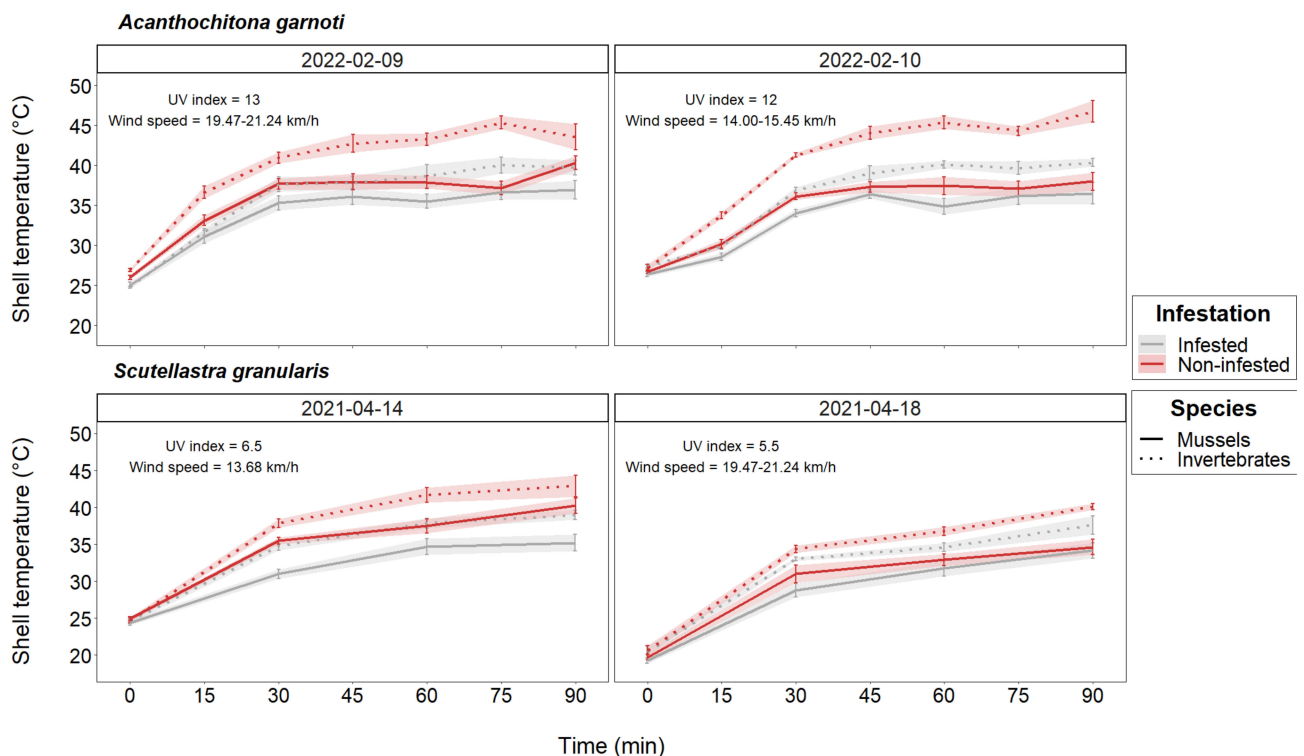 Acanthochitona garnoti
2022-02-09
2022-02-10
UV index = 13
Wind speed = 19.47-21.24 km/h
UV index = 12
Wind speed = 14.00-15.45 km/h
Shell temperature (°C)
50
45
40
35
30
25
20
Scutellastra granularis
2021-04-14
2021-04-18
UV index = 6.5
Wind speed = 13.68 km/h
UV index = 5.5
Wind speed = 19.47-21.24 km/h
Shell temperature (°C)
50
45
40
35
30
25
20
0 15 30 45 60 75 90
0 15 30 45 60 75 90
Time (min)
Infestation
Infested
Non-infested
Species
Mussels
Invertebrates